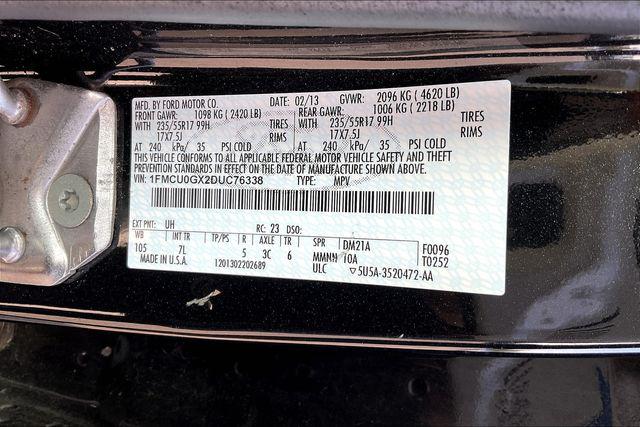 MFD. BY FORD MOTOR CO. 02/13 GVWR: 2096 KG ( 4620 LB)
FRONT GAWR: 1098 KG ( 2420 LB) REAR GAWR: 1006 KG ( 2218 LB)
WITH 235/55R17 99H TIRES WITH 235/55R17 99H TIRES
17X7.5J RIMS 17X7.5J RIMS
AT 240 kPa/ 35 PSI COLD AT 240 kPa/ 35 PSI COLD
THIS VEHICLE CONFORMS TO ALL APPLICABLE FEDERAL MOTOR VEHICLE SAFETY AND THEFT
PREVENTION STANDARDS IN EFFECT ON THE DATE OF MANUFACTURE SHOWN ABOVE.
VIN: 1FMCU0GX2DUC76338 TYPE: MPV
EXT PNT: UH RC: 23 DSO:
WB INT TR TP/PS R AXLE TR SPR DM21A F0096
105 7L 5 3C 6 MMNN 10A T0252
MADE IN U.S.A. 1201302202689 ULC ▽5U5A-3520472-AA